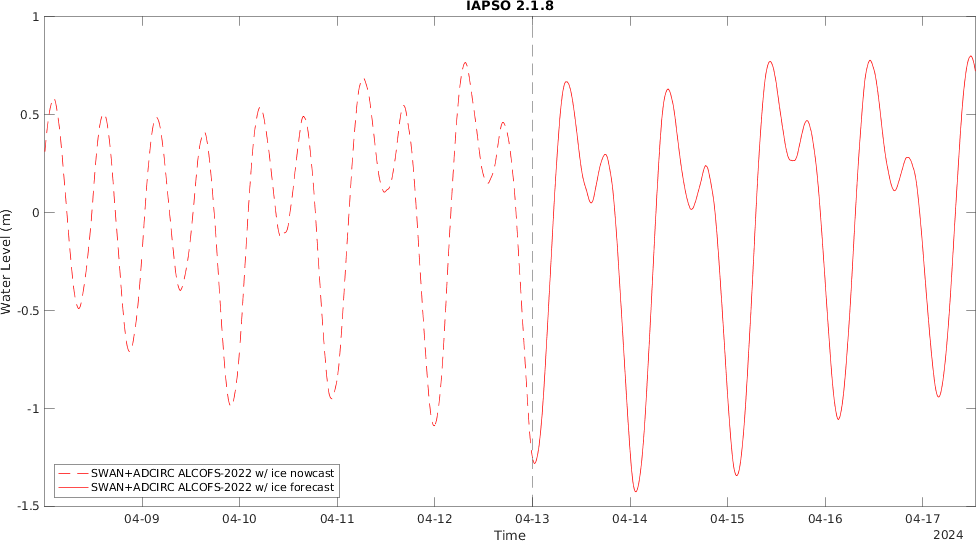 IAPSO 2.1.8
1
0.5
0
-0.5
-1
-1.5
Water Level (m)
SWAN+ADCIRC ALCOFS-2022 w/ ice nowcast
SWAN+ADCIRC ALCOFS-2022 w/ ice forecast
04-09 04-10 04-11 04-12 04-13 04-14 04-15 04-16 04-17
Time
2024